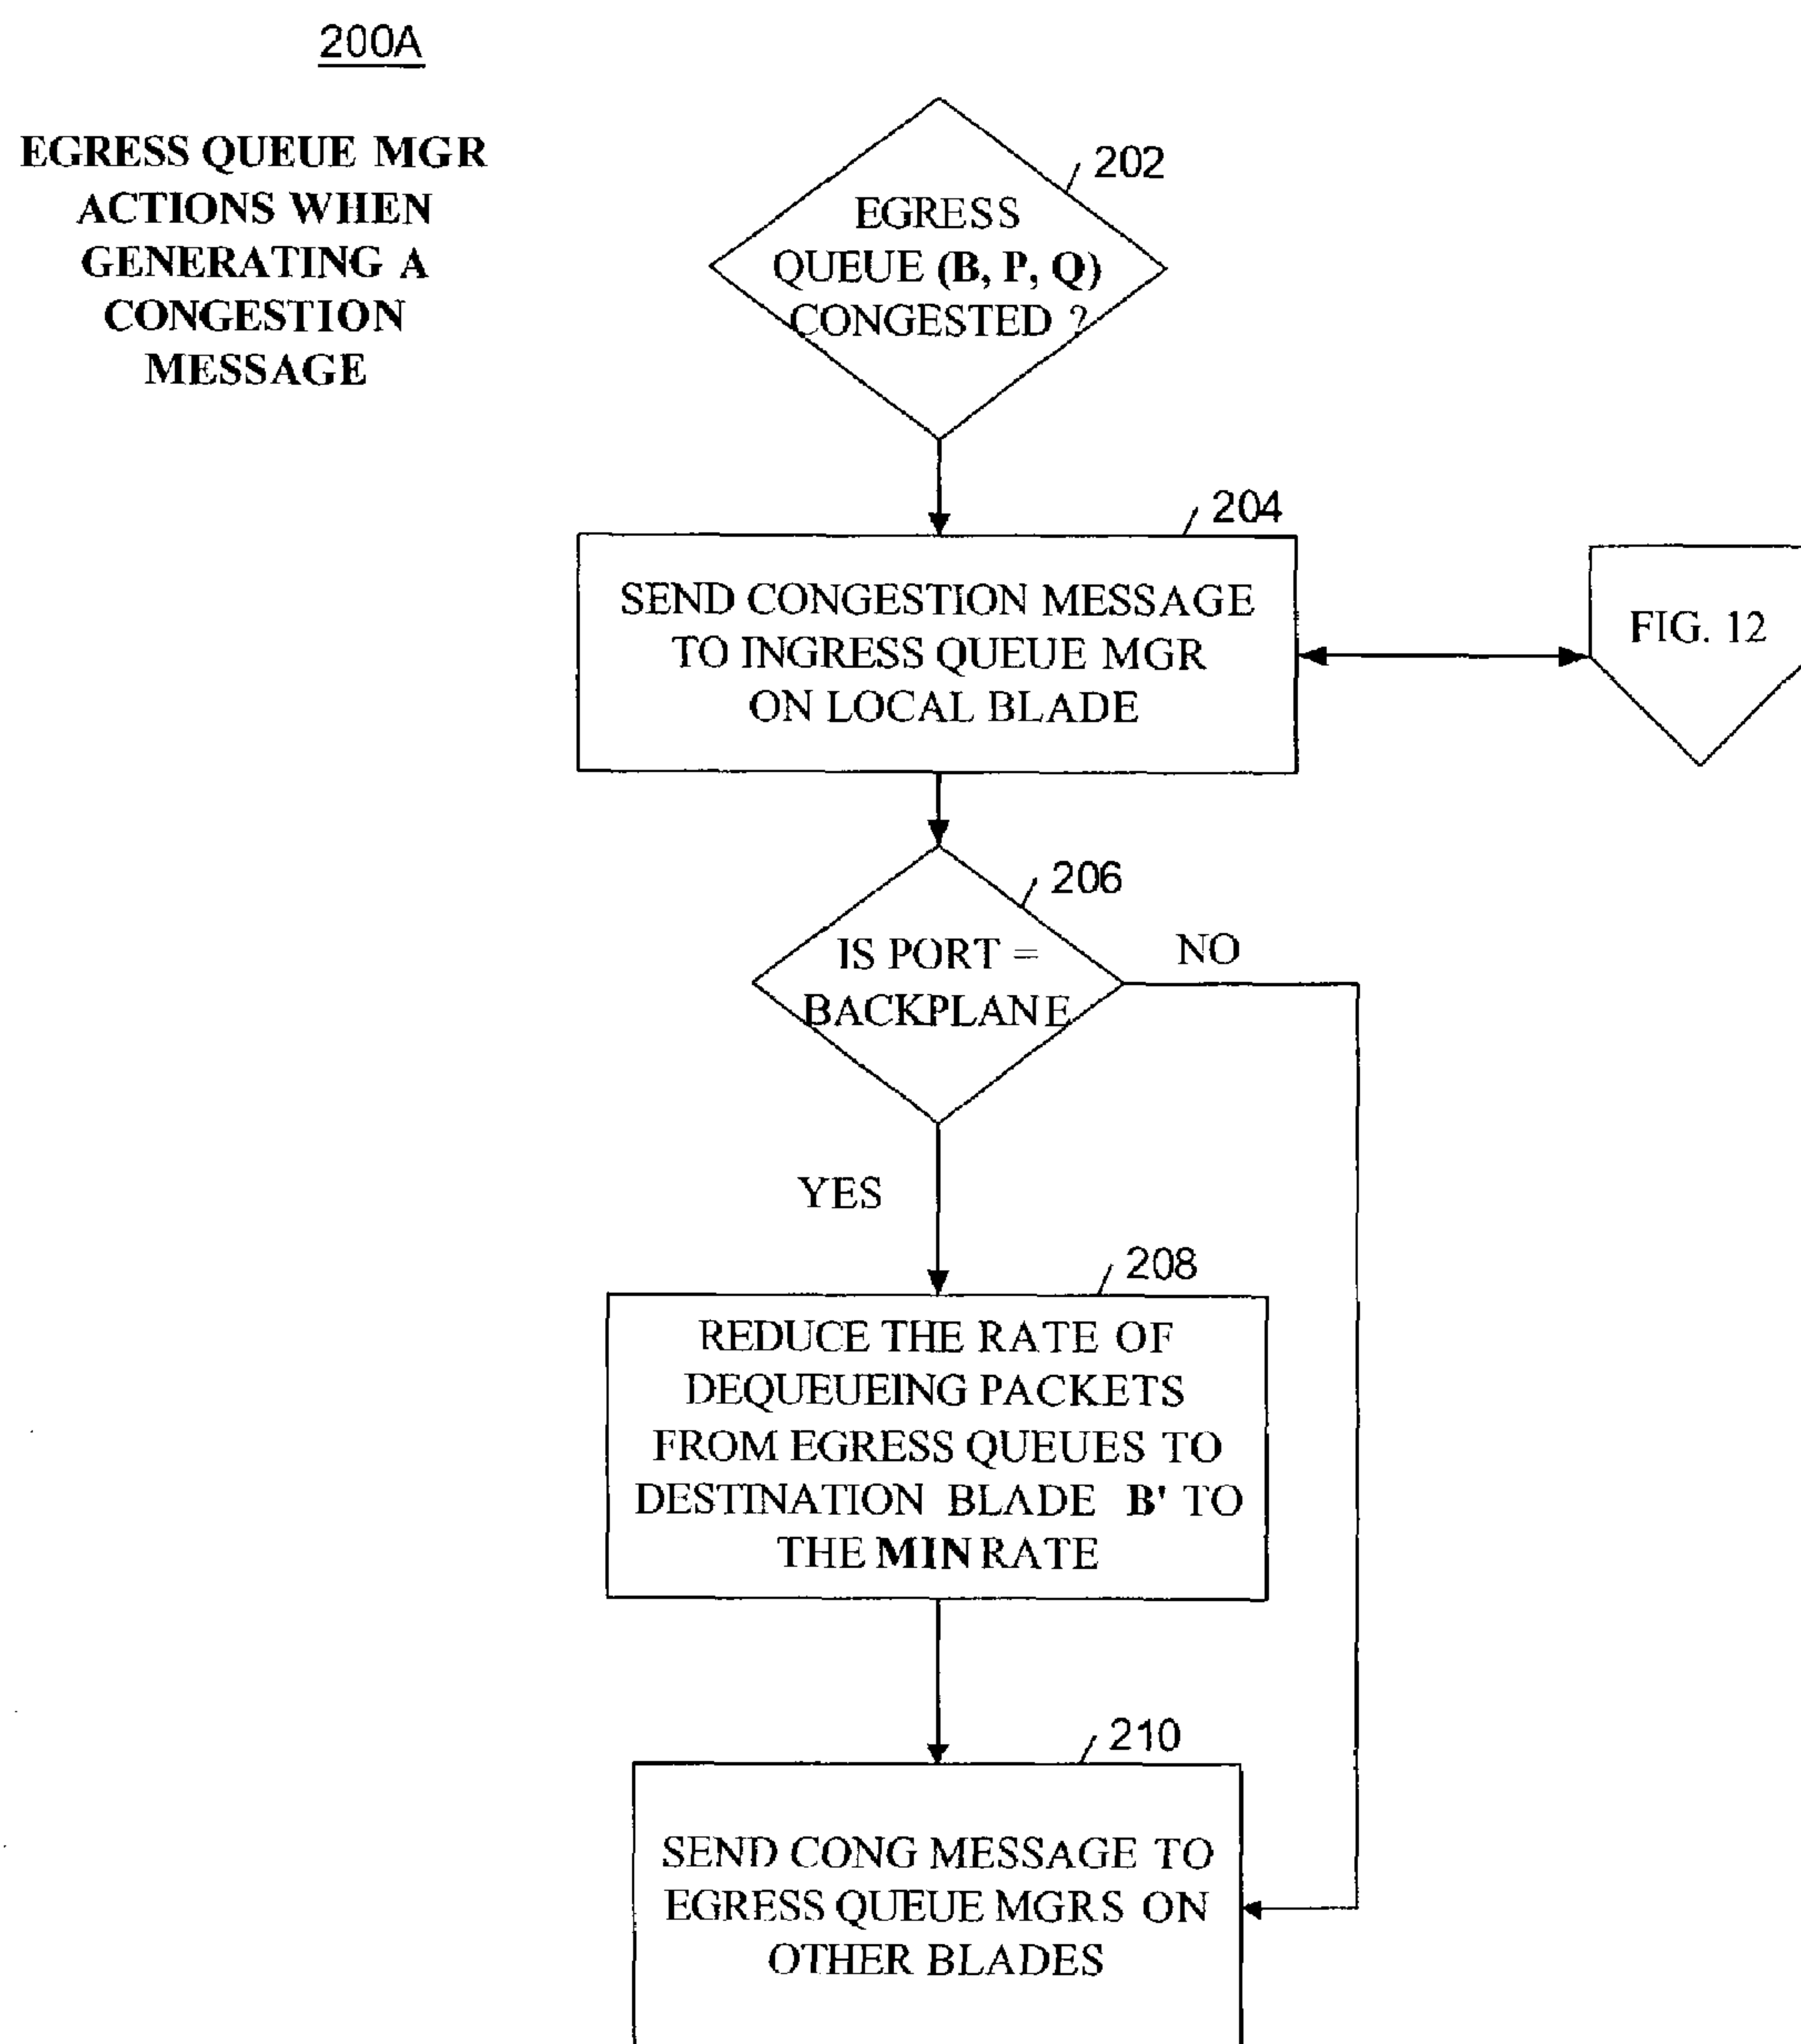 200A
EGRESS QUEUE MGR
ACTIONS WHEN
GENERATING A
CONGESTION
MESSAGE
202
EGRESS
QUEUE (B, P, Q)
CONGESTED ?
204
SEND CONGESTION MESSAGE
TO INGRESS QUEUE MGR
ON LOCAL BLADE
FIG. 12
206
IS PORT =
BACKPLANE
NO
YES
208
REDUCE THE RATE OF
DEQUEUEING PACKETS
FROM EGRESS QUEUES TO
DESTINATION BLADE B' TO
THE MIN RATE
210
SEND CONG MESSAGE TO
EGRESS QUEUE MGRS ON
OTHER BLADES